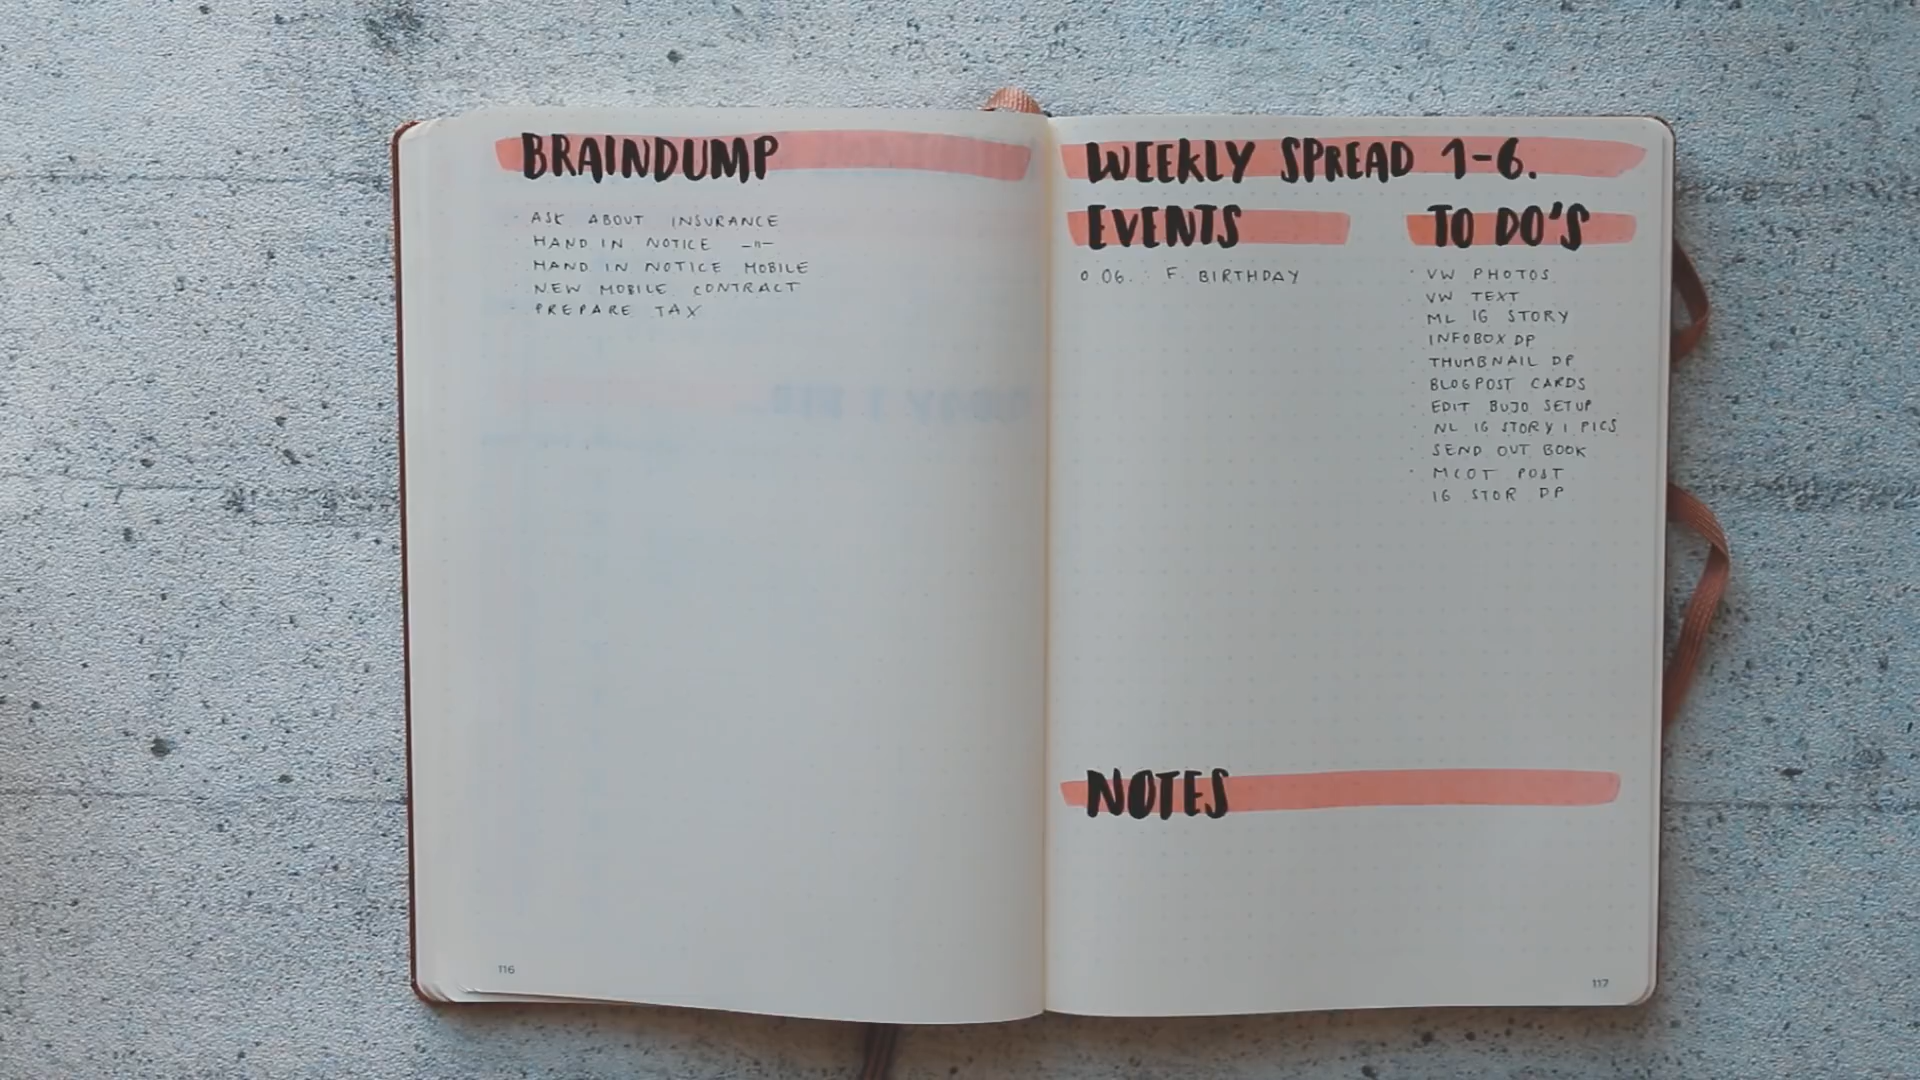 BRAINDUMP
· ASK ABOUT INSURANCE
· HAND IN NOTICE —"—
· HAND IN NOTICE MOBILE
· NEW MOBILE CONTRACT
· PREPARE TAX
116
WEEKLY SPREAD 1-6.
EVENTS
O 06. : F. BIRTHDAY
TO DO'S
· VW PHOTOS
· VW TEXT
· ML IG STORY
· INFOBOX DP
· THUMBNAIL DP
· BLOGPOST CARDS
· EDIT BUJO SETUP
· NL IG STORY | PICS
· SEND OUT BOOK
· MCOT POST
IG STOR DP
NOTES
117